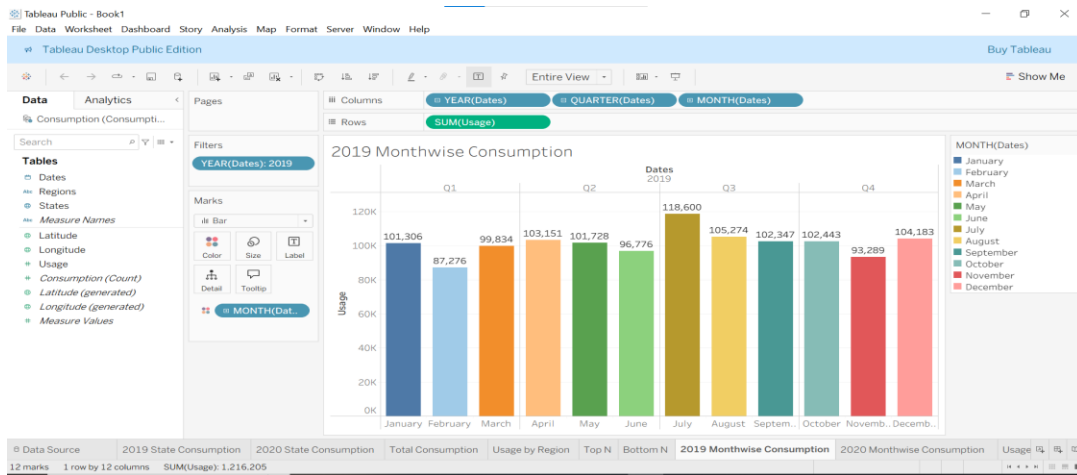 Tableau Public - Book1
File Data Worksheet Dashboard Story Analysis Map Format Server Window Help
Tableau Desktop Public Edition
Buy Tableau
Entire View
Show Me
Data
Analytics
Consumption (Consumpti...
Search
Tables
Dates
Abc Regions
States
Abc Measure Names
Latitude
Longitude
# Usage
# Consumption (Count)
Latitude (generated)
Longitude (generated)
# Measure Values
Pages
Filters
YEAR(Dates): 2019
Marks
Bar
Color Size Label
Detail Tooltip
MONTH(Dat..
Columns
YEAR(Dates) QUARTER(Dates) MONTH(Dates)
Rows
SUM(Usage)
2019 Monthwise Consumption
Dates
2019
Q1 Q2 Q3 Q4
Usage
120K
100K
80K
60K
40K
20K
0K
101,306 87,276 99,834 103,151 101,728 96,776 118,600 105,274 102,347 102,443 93,289 104,183
January February March April May June July August Septem.. October Novemb.. Decemb..
MONTH(Dates)
January
February
March
April
May
June
July
August
September
October
November
December
Data Source 2019 State Consumption 2020 State Consumption Total Consumption Usage by Region Top N Bottom N 2019 Monthwise Consumption 2020 Monthwise Consumption Usage
12 marks 1 row by 12 columns SUM(Usage): 1,216,205